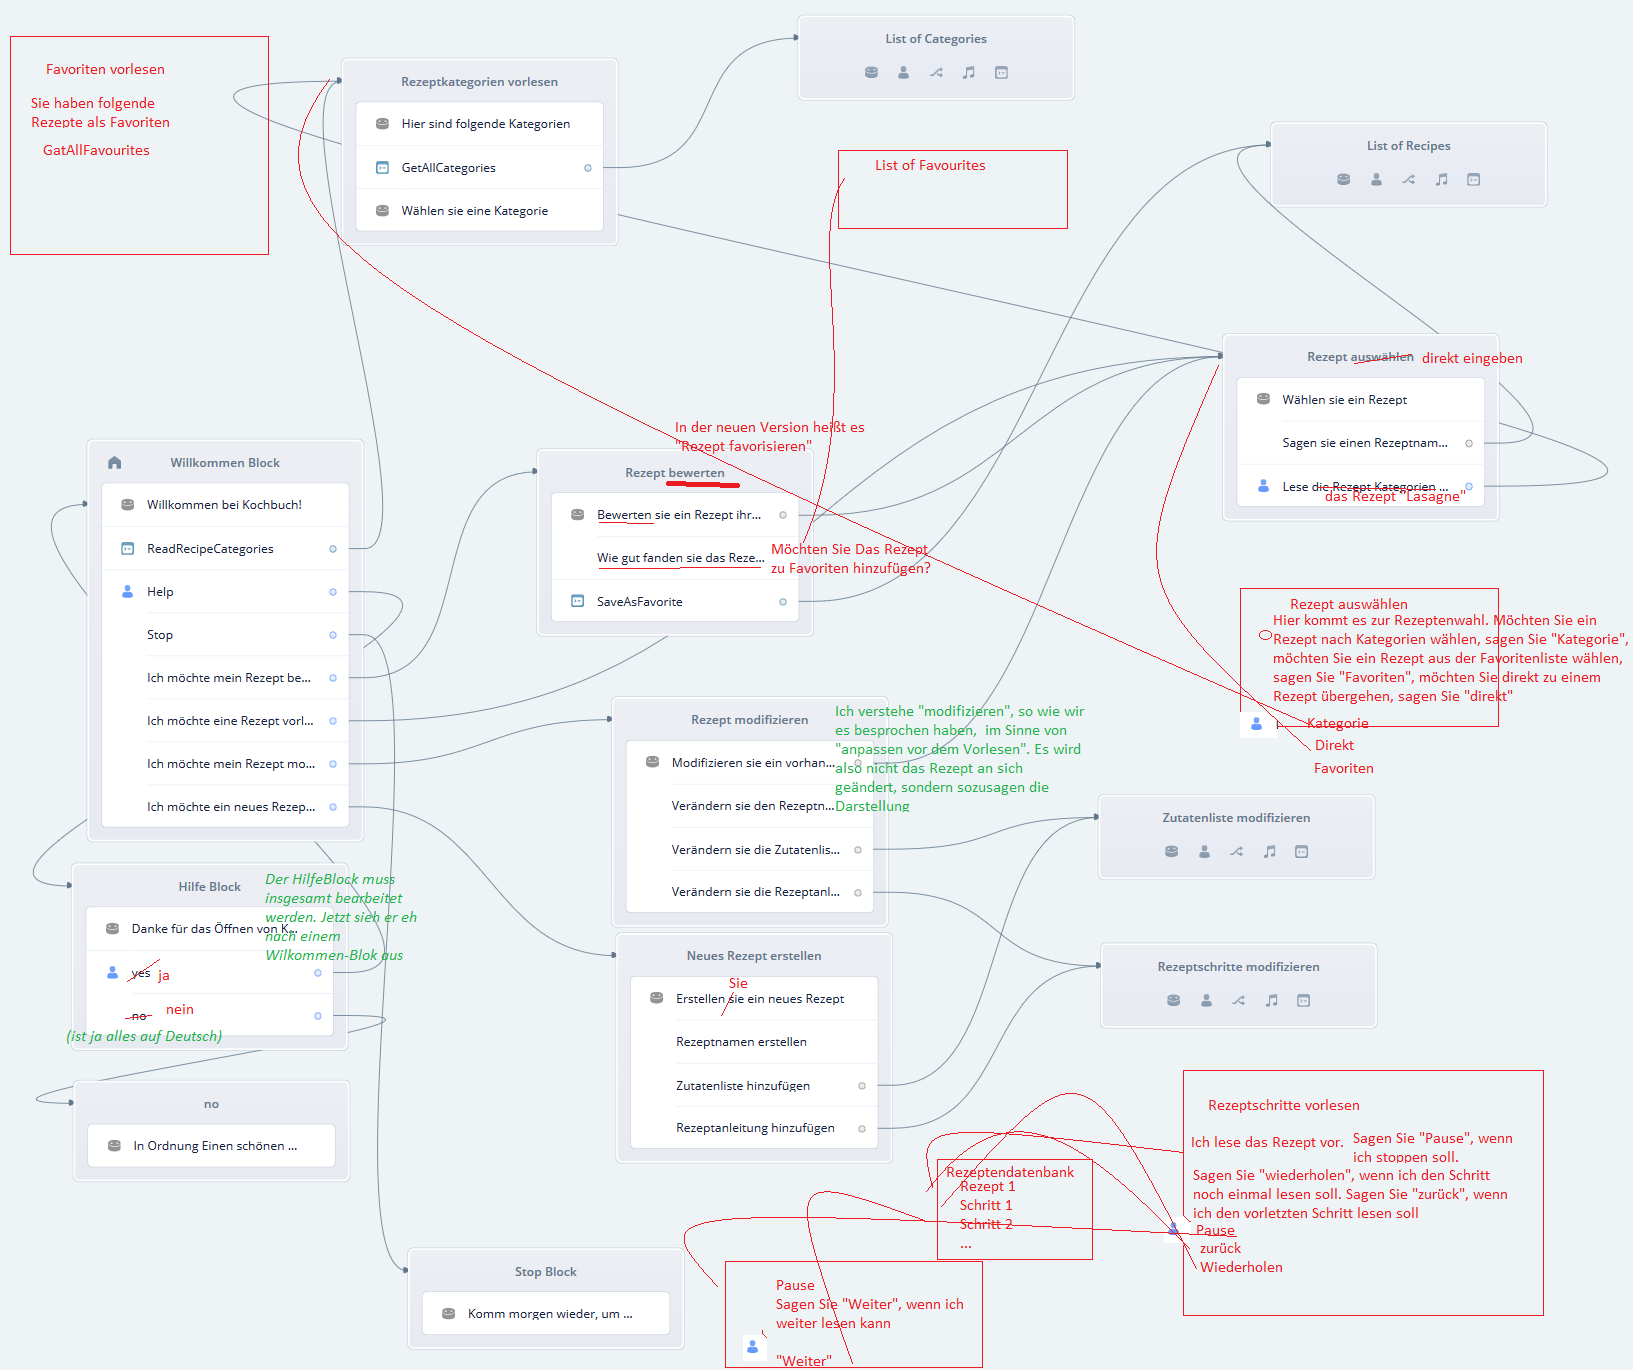 Favoriten vorlesen
Sie haben folgende
Rezepte als Favoriten
GatAllFavourites
Rezeptkategorien vorlesen
Hier sind folgende Kategorien
GetAllCategories
Wählen sie eine Kategorie
List of Categories
List of Favourites
List of Recipes
Rezept auswählen
direkt eingeben
Wählen sie ein Rezept
Sagen sie einen Rezeptnam...
Lese die Rezept Kategorien ...
das Rezept "Lasagne"
Willkommen Block
Willkommen bei Kochbuch!
ReadRecipeCategories
Help
Stop
Ich möchte mein Rezept be...
Ich möchte eine Rezept vorl...
Ich möchte mein Rezept mo...
Ich möchte ein neues Rezep...
In der neuen Version heißt es
"Rezept favorisieren"
Rezept bewerten
Bewerten sie ein Rezept ihr...
Wie gut fanden sie das Reze...
SaveAsFavorite
Möchten Sie Das Rezept
zu Favoriten hinzufügen?
Rezept auswählen
Hier kommt es zur Rezeptenwahl. Möchten Sie ein
Rezept nach Kategorien wählen, sagen Sie "Kategorie",
möchten Sie ein Rezept aus der Favoritenliste wählen,
sagen Sie "Favoriten", möchten Sie direkt zu einem
Rezept übergehen, sagen Sie "direkt"
Kategorie
Direkt
Favoriten
Rezept modifizieren
Modifizieren sie ein vorhan...
Verändern sie den Rezeptn...
Verändern sie die Zutatenlis...
Verändern sie die Rezeptanl...
Ich verstehe "modifizieren", so wie wir
es besprochen haben, im Sinne von
"anpassen vor dem Vorlesen". Es wird
also nicht das Rezept an sich
geändert, sondern sozusagen die
Darstellung
Zutatenliste modifizieren
Hilfe Block
Danke für das Öffnen von K...
yes
ja
no
nein
(ist ja alles auf Deutsch)
Der HilfeBlock muss
insgesamt bearbeitet
werden. Jetzt sieh er eh
nach einem
Wilkommen-Blok aus
Neues Rezept erstellen
Sie
Erstellen sie ein neues Rezept
Rezeptnamen erstellen
Zutatenliste hinzufügen
Rezeptanleitung hinzufügen
Rezeptschritte modifizieren
no
In Ordnung Einen schönen ...
Rezeptschritte vorlesen
Ich lese das Rezept vor. Sagen Sie "Pause", wenn
ich stoppen soll.
Sagen Sie "wiederholen", wenn ich den Schritt
noch einmal lesen soll. Sagen Sie "zurück", wenn
ich den vorletzten Schritt lesen soll
Pause
zurück
Wiederholen
Rezeptendatenbank
Rezept 1
Schritt 1
Schritt 2
...
Stop Block
Komm morgen wieder, um ...
Pause
Sagen Sie "Weiter", wenn ich
weiter lesen kann
"Weiter"